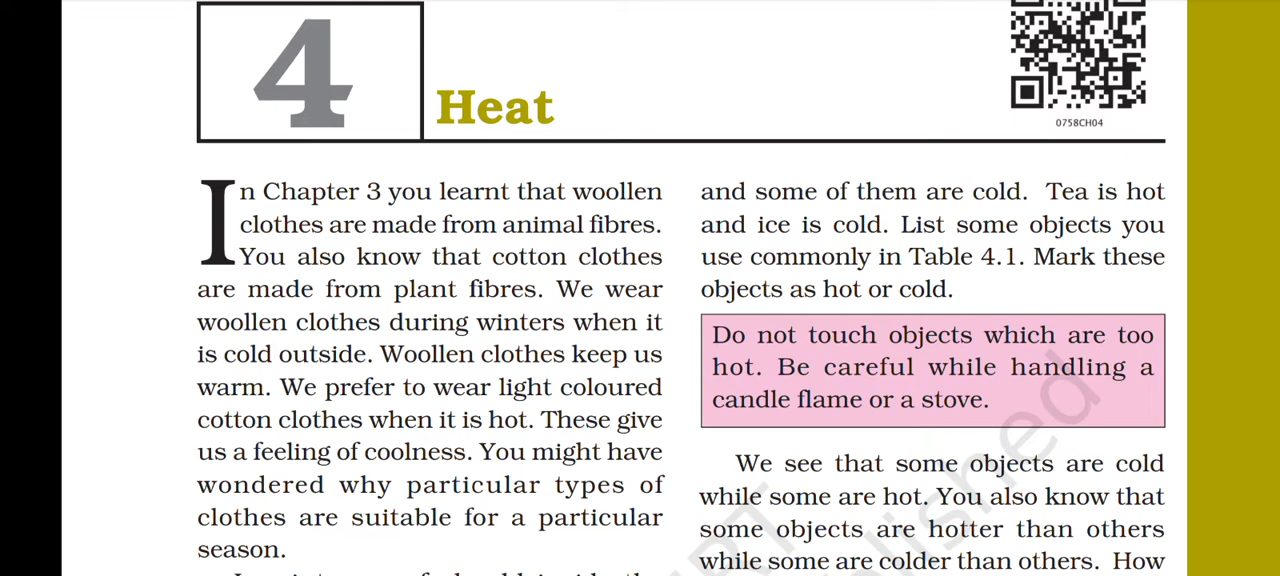 4
Heat
0758CH04
In Chapter 3 you learnt that woollen
clothes are made from animal fibres.
You also know that cotton clothes
are made from plant fibres. We wear
woollen clothes during winters when it
is cold outside. Woollen clothes keep us
warm. We prefer to wear light coloured
cotton clothes when it is hot. These give
us a feeling of coolness. You might have
wondered why particular types of
clothes are suitable for a particular
season.
and some of them are cold. Tea is hot
and ice is cold. List some objects you
use commonly in Table 4.1. Mark these
objects as hot or cold.
Do not touch objects which are too
hot. Be careful while handling a
candle flame or a stove.
We see that some objects are cold
while some are hot. You also know that
some objects are hotter than others
while some are colder than others. How